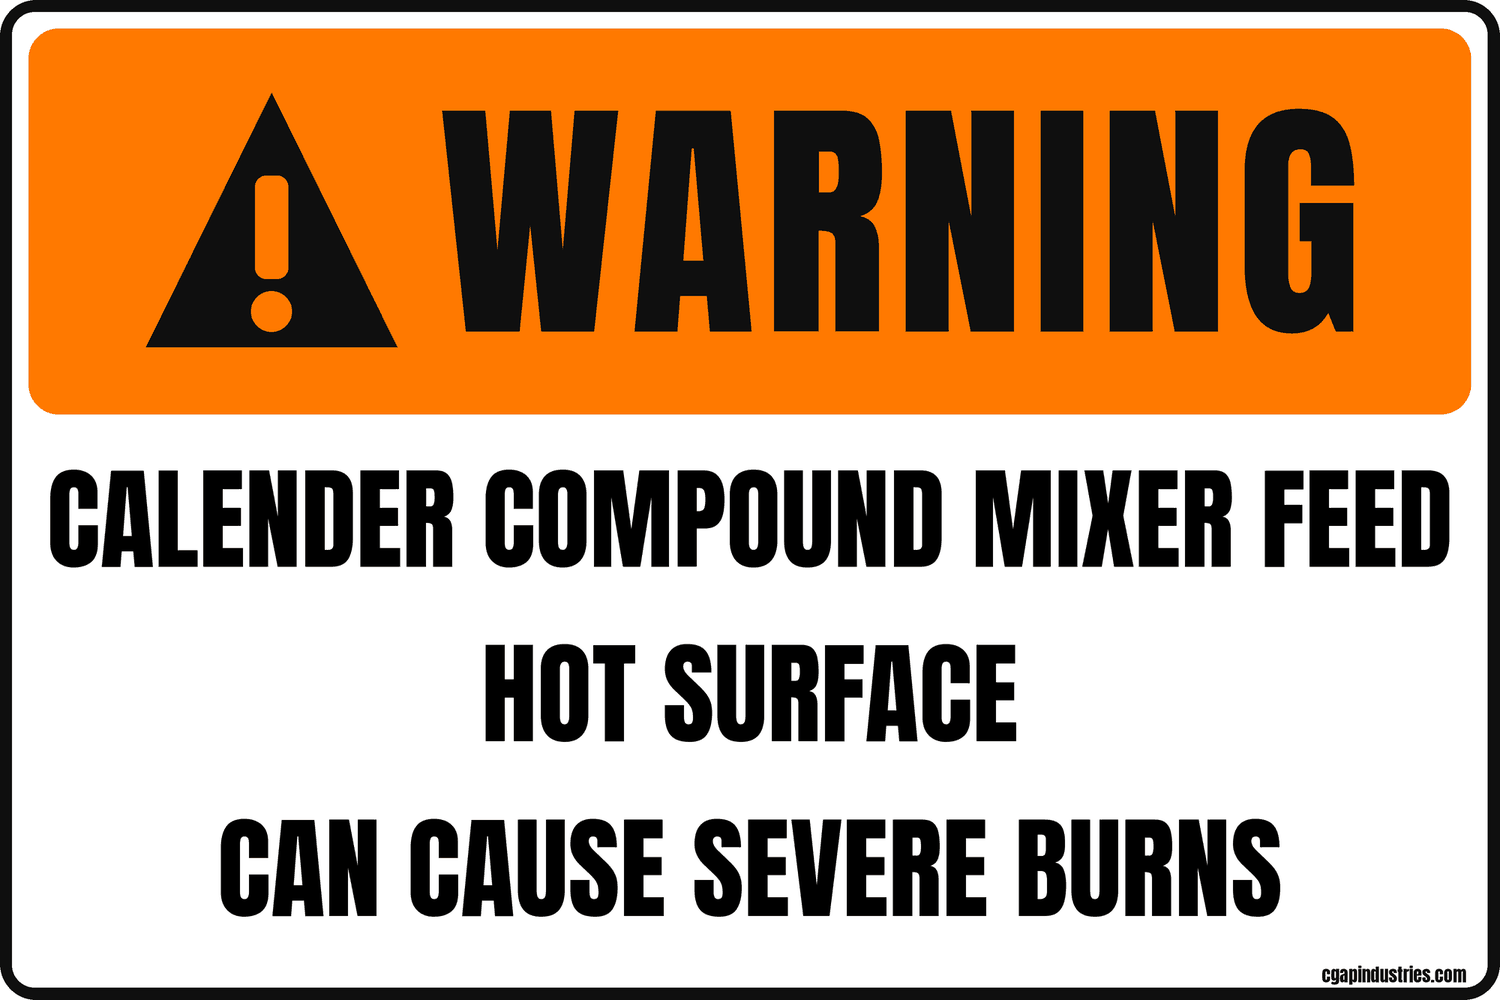 WARNING
CALENDER COMPOUND MIXER FEED
HOT SURFACE
CAN CAUSE SEVERE BURNS
cgapindustries.com